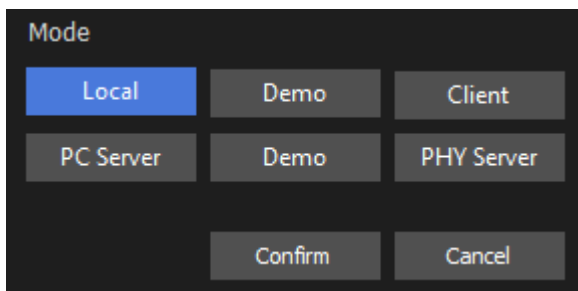 Mode
Local Demo Client
PC Server Demo PHY Server
Confirm Cancel